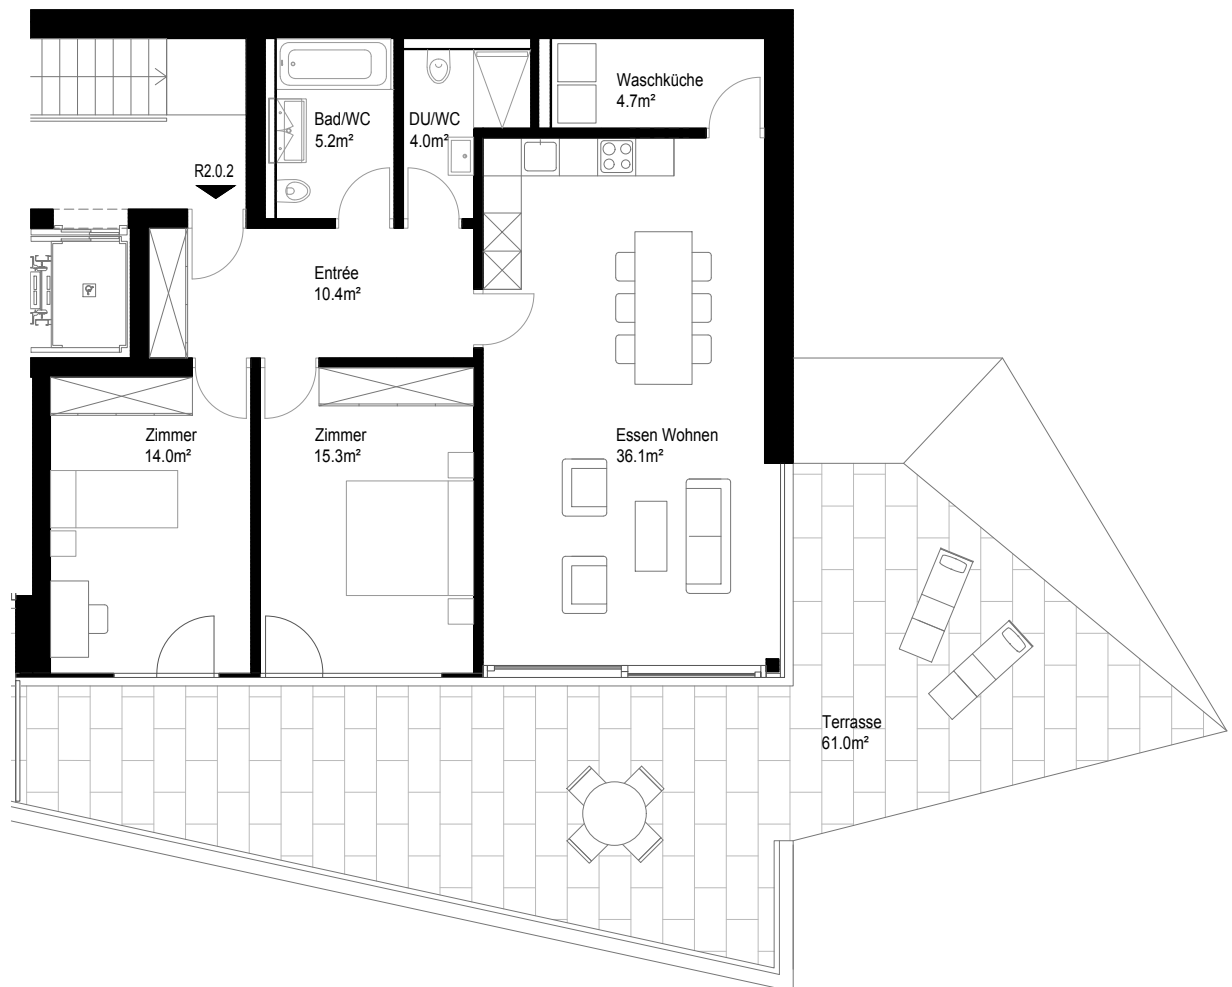 Waschküche
4.7m²
Bad/WC
5.2m²
DU/WC
4.0m²
R2.0.2
Entrée
10.4m²
Zimmer
14.0m²
Zimmer
15.3m²
Essen Wohnen
36.1m²
Terrasse
61.0m²